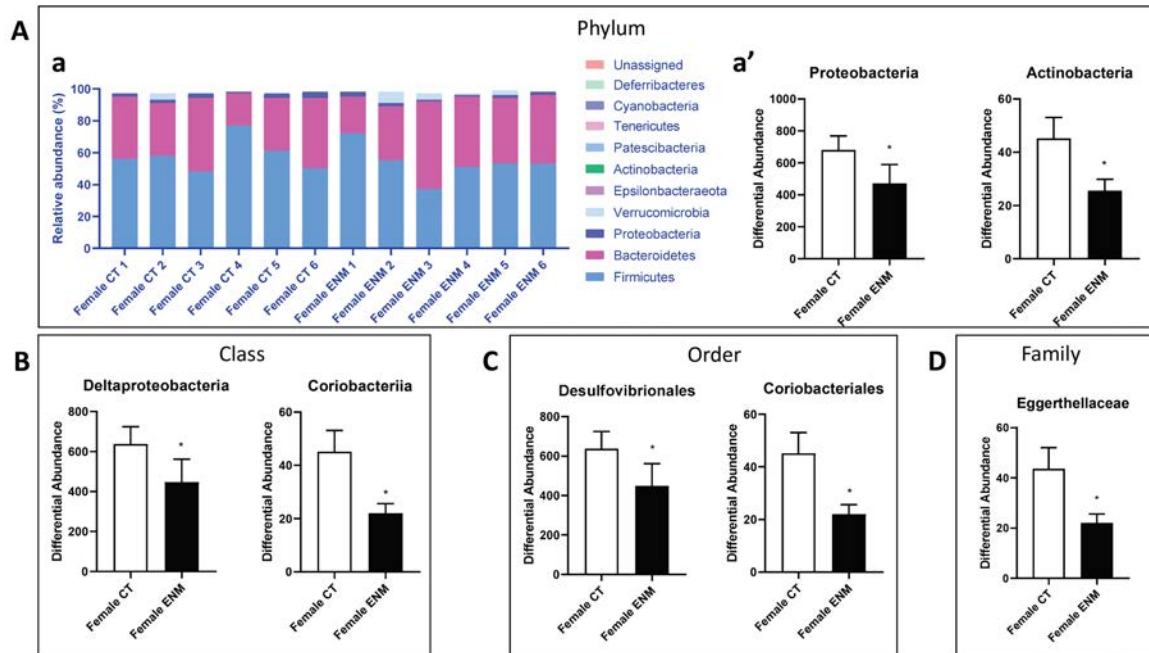 A
Phylum
a
Relative abundance (%)
100
80
60
40
20
0
Female CT 1
Female CT 2
Female CT 3
Female CT 4
Female CT 5
Female CT 6
Female ENM 1
Female ENM 2
Female ENM 3
Female ENM 4
Female ENM 5
Female ENM 6
Unassigned
Deferribacteres
Cyanobacteria
Tenericutes
Patescibacteria
Actinobacteria
Epsilonbacteraeota
Verrucomicrobia
Proteobacteria
Bacteroidetes
Firmicutes
a'
Proteobacteria
Differential Abundance
1000
800
600
400
200
0
*
Female CT
Female ENM
Actinobacteria
Differential Abundance
60
40
20
0
*
Female CT
Female ENM
B
Class
Deltaproteobacteria
Differential Abundance
800
600
400
200
0
*
Female CT
Female ENM
Coriobacteriia
Differential Abundance
60
40
20
0
*
Female CT
Female ENM
C
Order
Desulfovibrionales
Differential Abundance
800
600
400
200
0
*
Female CT
Female ENM
Coriobacteriales
Differential Abundance
60
40
20
0
*
Female CT
Female ENM
D
Family
Eggerthellaceae
Differential Abundance
60
40
20
0
*
Female CT
Female ENM